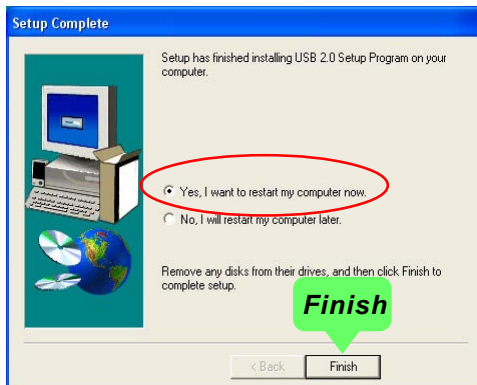 Setup Complete
Setup has finished installing USB 2.0 Setup Program on your
computer.
Yes, I want to restart my computer now.
No, I will restart my computer later.
Remove any disks from their drives, and then click Finish to
complete setup.
Finish
< Back
Finish